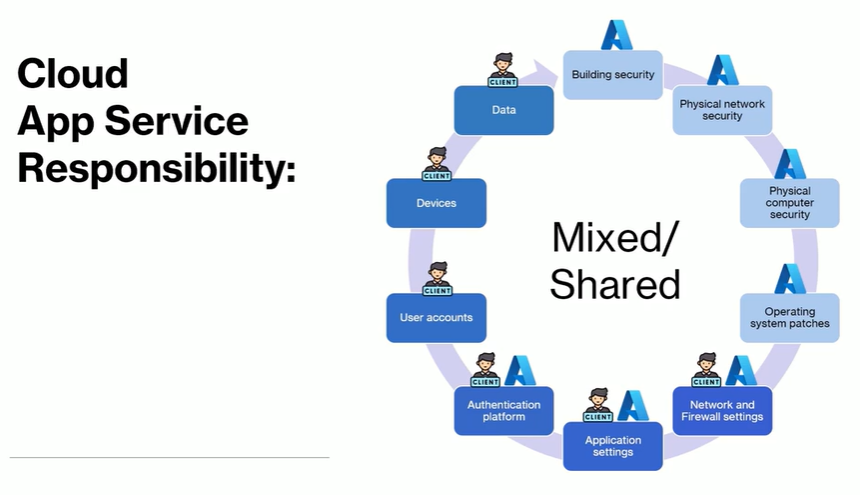 Cloud
App Service
Responsibility:
Mixed/
Shared
Building security
Physical network
security
Physical
computer
security
Operating
system patches
CLIENT
Network and
Firewall settings
CLIENT
Application
settings
CLIENT
Authentication
platform
CLIENT
User accounts
CLIENT
Devices
CLIENT
Data